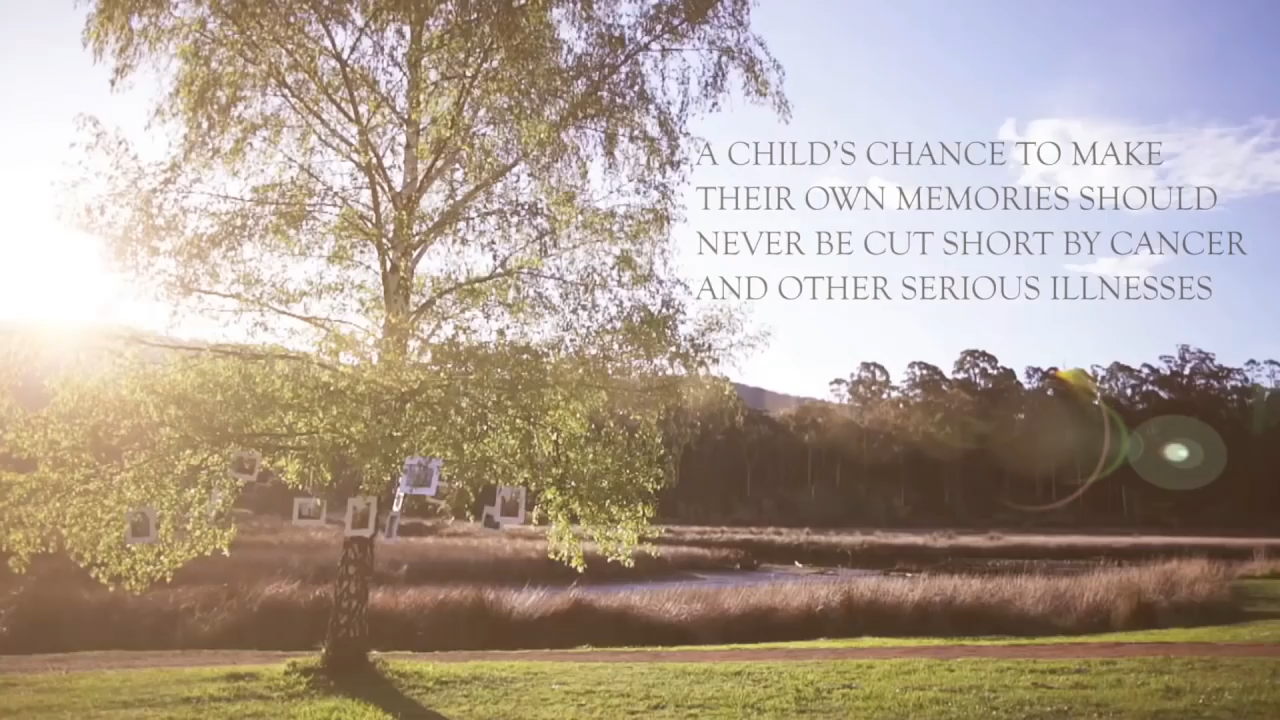 A CHILD'S CHANCE TO MAKE
THEIR OWN MEMORIES SHOULD
NEVER BE CUT SHORT BY CANCER
AND OTHER SERIOUS ILLNESSES